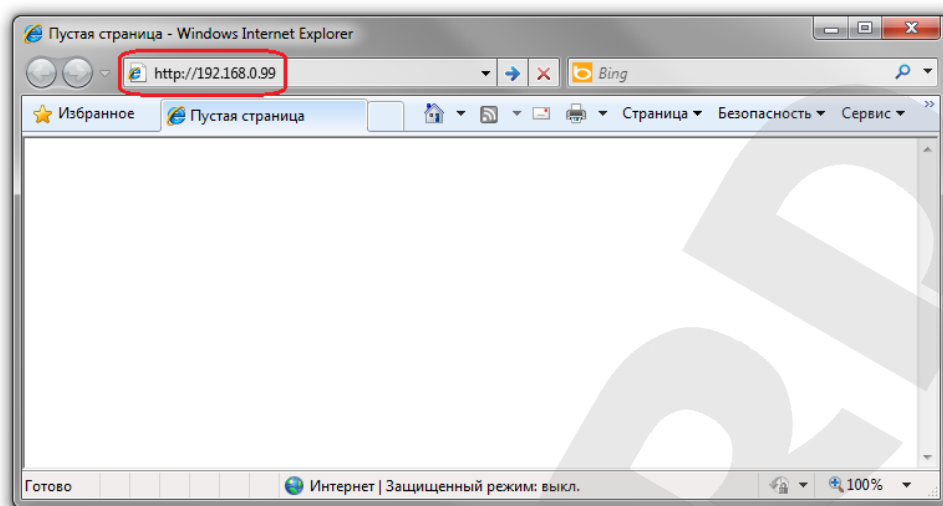 Пустая страница - Windows Internet Explorer
http://192.168.0.99
Bing
Избранное
Пустая страница
Страница
Безопасность
Сервис
Готово
Интернет | Защищенный режим: выкл.
100%